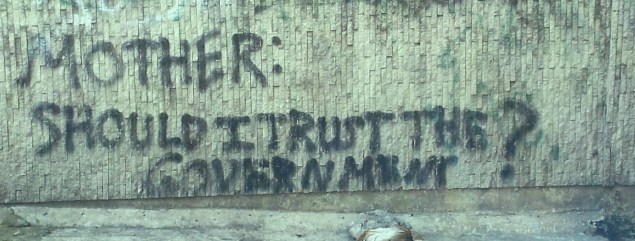 MOTHER:
SHOULD I TRUST THE ?
GOVERNMENT